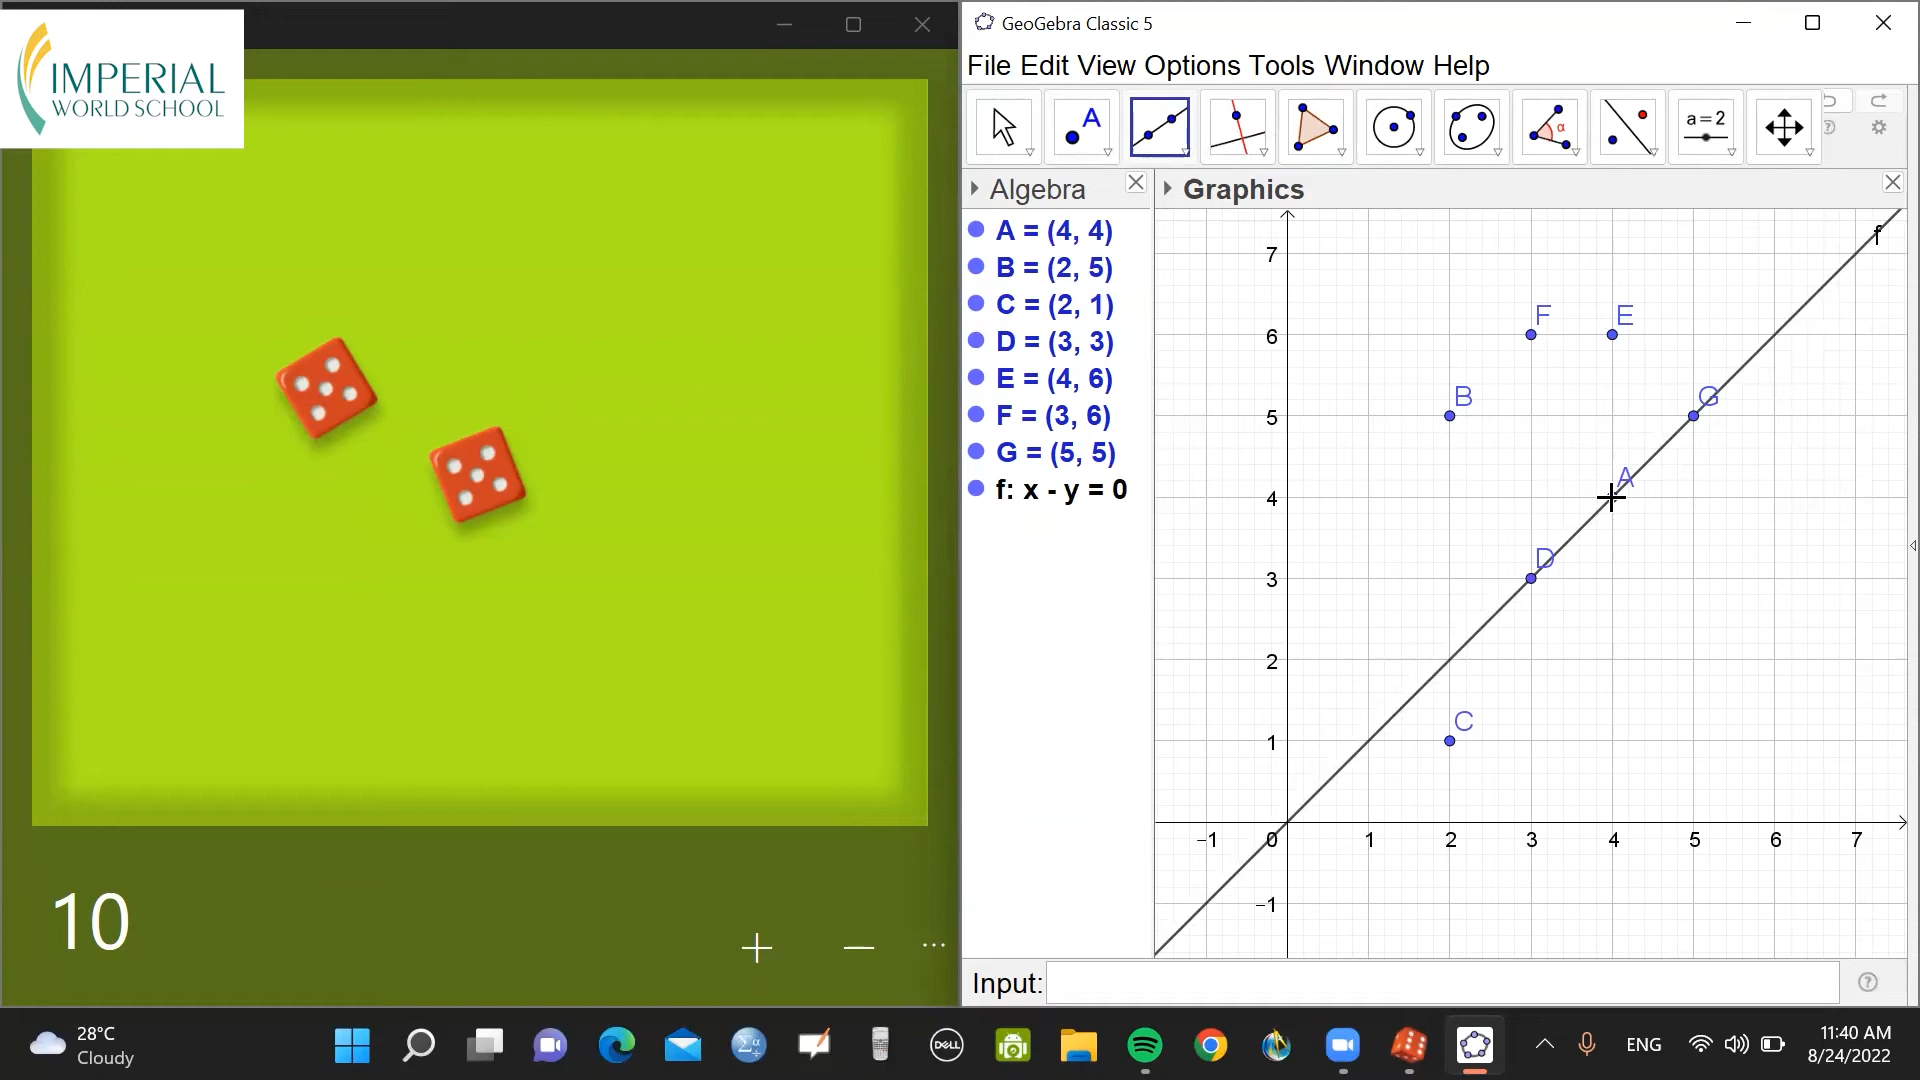 IMPERIAL
WORLD SCHOOL
10
GeoGebra Classic 5
File Edit View Options Tools Window Help
A
α
a = 2
Algebra
A = (4, 4)
B = (2, 5)
C = (2, 1)
D = (3, 3)
E = (4, 6)
F = (3, 6)
G = (5, 5)
f: x - y = 0
Graphics
f
7
F
E
6
B
G
5
A
4
D
3
2
C
1
−1 0 1 2 3 4 5 6 7
−1
Input:
28°C
Cloudy
DELL
ENG
11:40 AM
8/24/2022